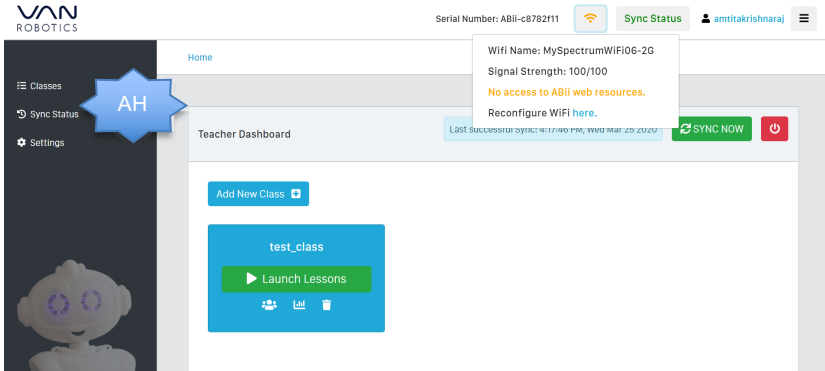 VAN
ROBOTICS
Serial Number: ABii-c8782f11
Sync Status
amtitakrishnaraj
Wifi Name: MySpectrumWiFi06-2G
Signal Strength: 100/100
No access to ABii web resources.
Reconfigure WiFi here.
Home
Classes
Sync Status
Settings
AH
Teacher Dashboard
Last successful Sync: 4:17:46 PM, Wed Mar 25 2020
SYNC NOW
Add New Class
test_class
Launch Lessons